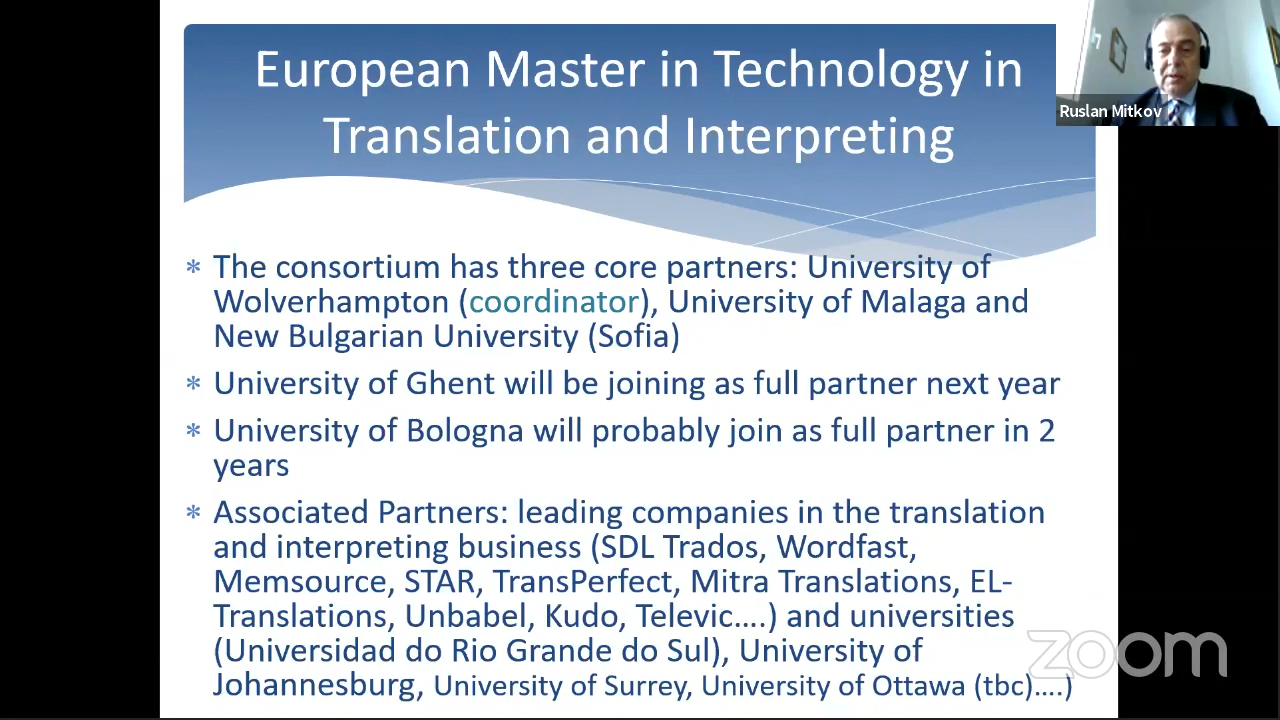 European Master in Technology in
Translation and Interpreting
Ruslan Mitkov
* The consortium has three core partners: University of
Wolverhampton (coordinator), University of Malaga and
New Bulgarian University (Sofia)
* University of Ghent will be joining as full partner next year
* University of Bologna will probably join as full partner in 2
years
* Associated Partners: leading companies in the translation
and interpreting business (SDL Trados, Wordfast,
Memsource, STAR, TransPerfect, Mitra Translations, EL-
Translations, Unbabel, Kudo, Televic....) and universities
(Universidad do Rio Grande do Sul), University of
Johannesburg, University of Surrey, University of Ottawa (tbc)....)
zoom